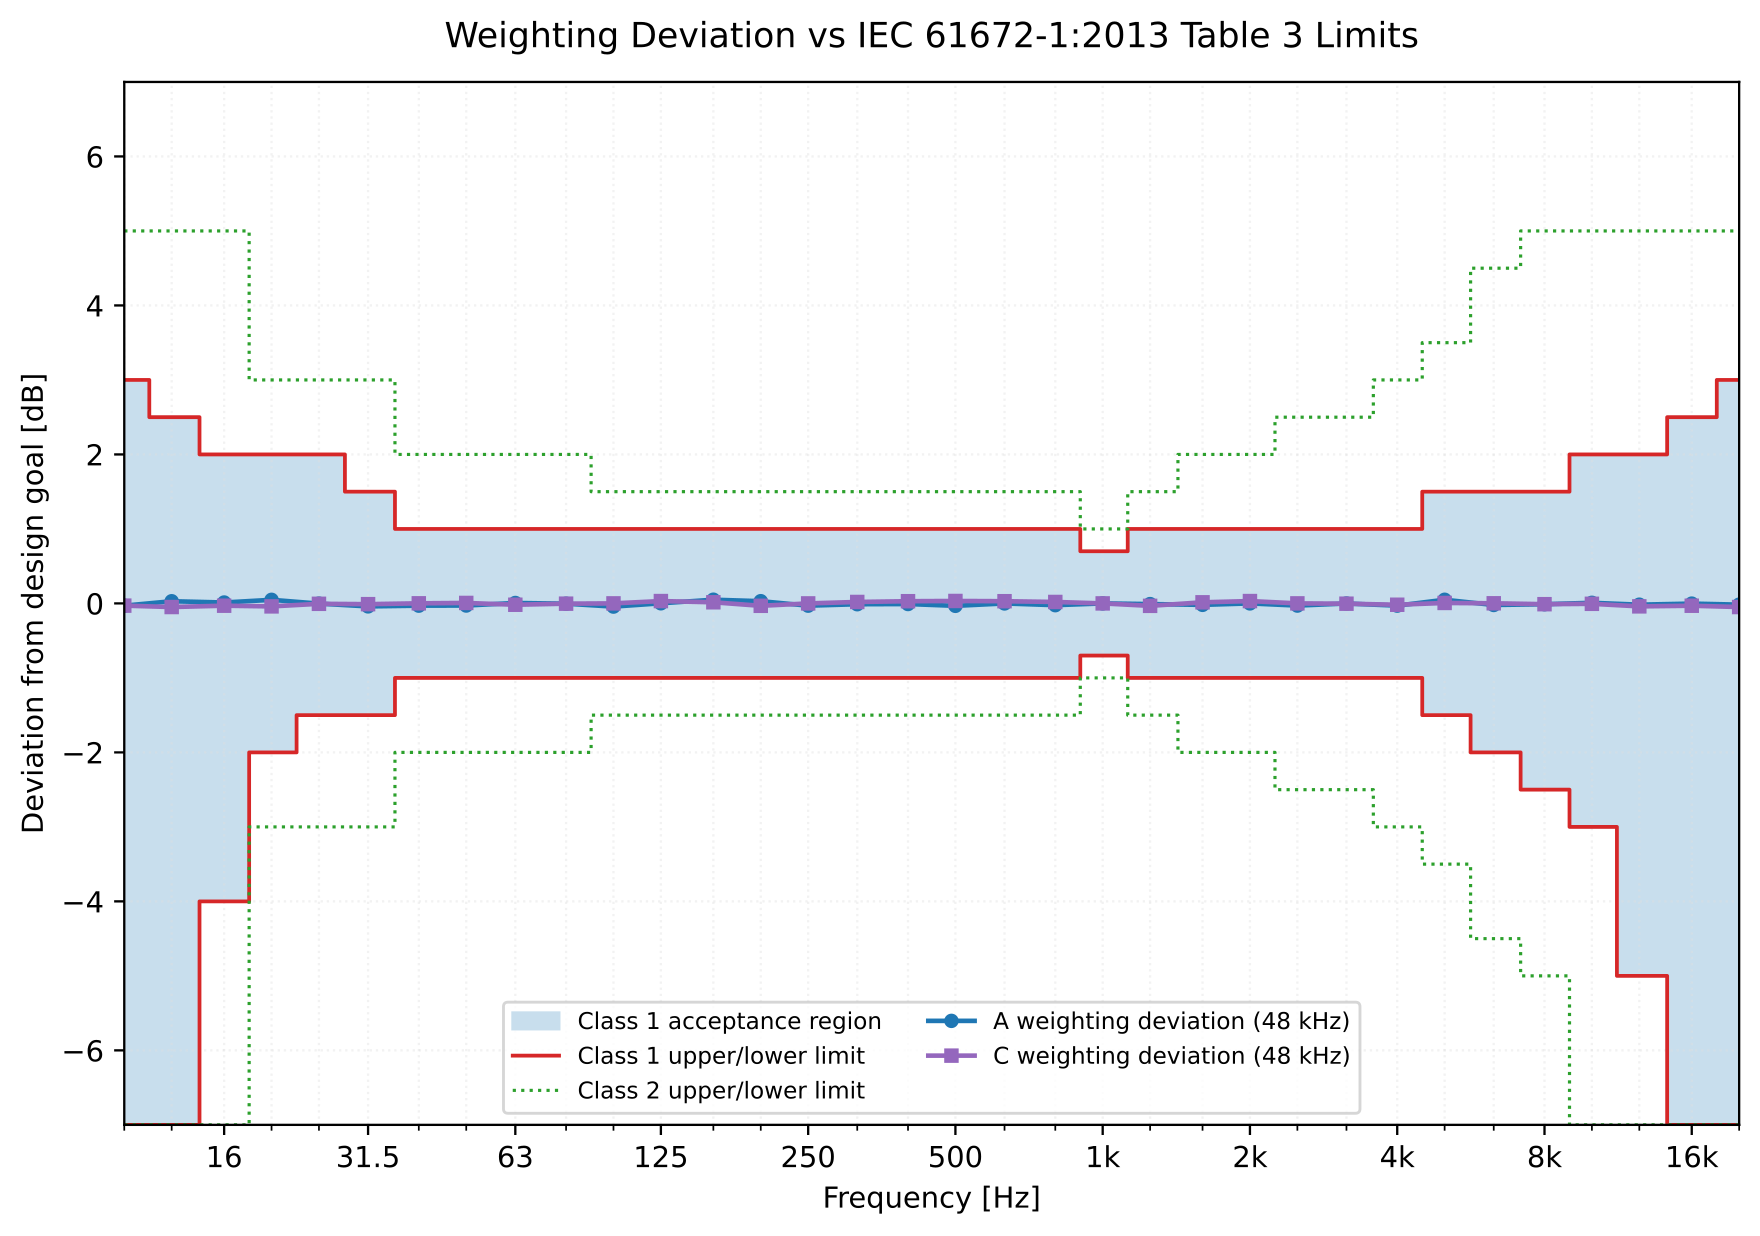 Weighting Deviation vs IEC 61672-1:2013 Table 3 Limits
Deviation from design goal [dB]
6
4
2
0
−2
−4
−6
Class 1 acceptance region
Class 1 upper/lower limit
Class 2 upper/lower limit
A weighting deviation (48 kHz)
C weighting deviation (48 kHz)
16 31.5 63 125 250 500 1k 2k 4k 8k 16k
Frequency [Hz]